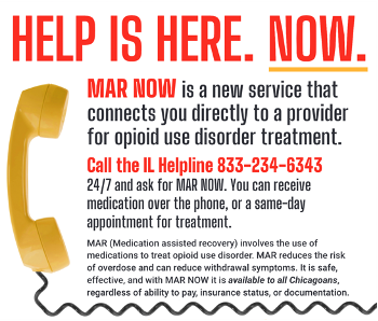 HELP IS HERE. NOW.
MAR NOW is a new service that
connects you directly to a provider
for opioid use disorder treatment.
Call the IL Helpline 833-234-6343
24/7 and ask for MAR NOW. You can receive
medication over the phone, or a same-day
appointment for treatment.
MAR (Medication assisted recovery) involves the use of
medications to treat opioid use disorder. MAR reduces the risk
of overdose and can reduce withdrawal symptoms. It is safe,
effective, and with MAR NOW it is available to all Chicagoans,
regardless of ability to pay, insurance status, or documentation.